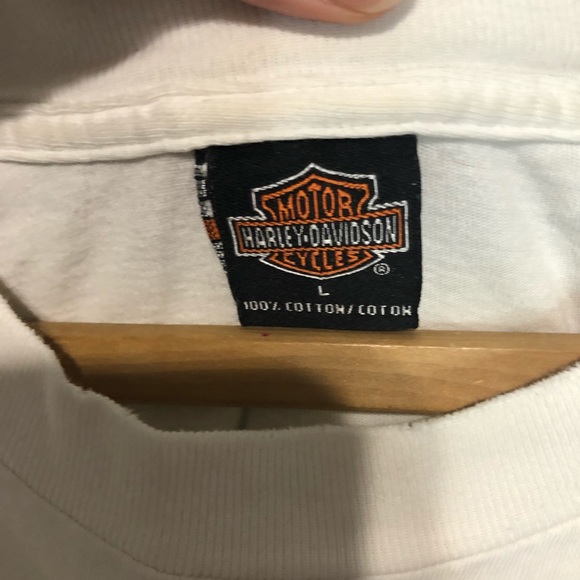 MOTOR
HARLEY-DAVIDSON
CYCLES
®
L
100% COTTON/COTON